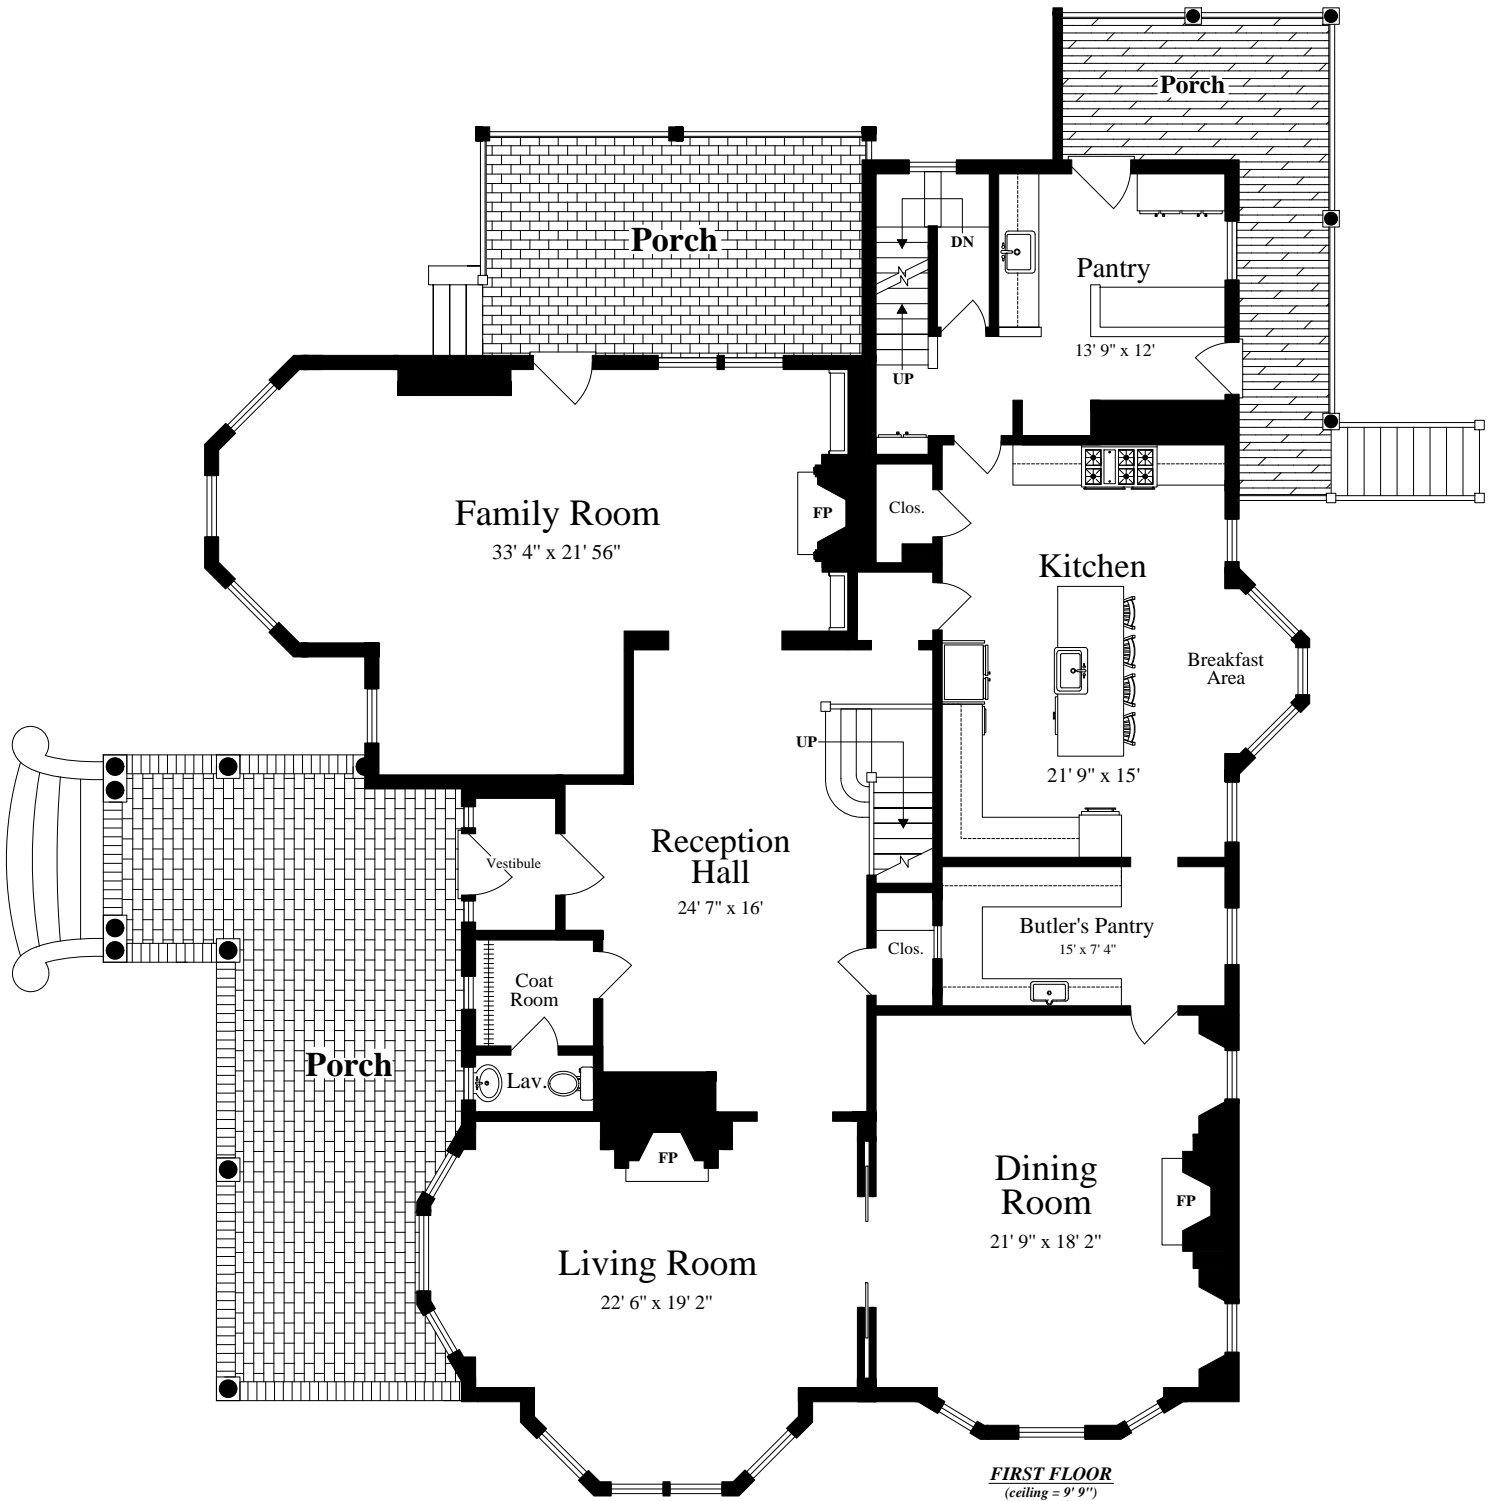 Porch
Porch
DN
Pantry
13' 9" x 12'
UP
Family Room
33' 4" x 21' 56"
FP
Clos.
Kitchen
Breakfast
Area
21' 9" x 15'
UP
Reception
Hall
24' 7" x 16'
Vestibule
Butler's Pantry
15' x 7' 4"
Clos.
Coat
Room
Porch
Lav.
FP
Dining
Room
21' 9" x 18' 2"
FP
Living Room
22' 6" x 19' 2"
FIRST FLOOR
(ceiling = 9' 9")